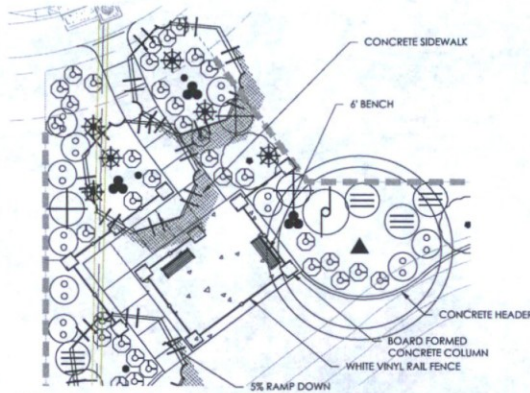 CONCRETE SIDEWALK
6' BENCH
CONCRETE HEADER
BOARD FORMED
CONCRETE COLUMN
WHITE VINYL RAIL FENCE
5% RAMP DOWN